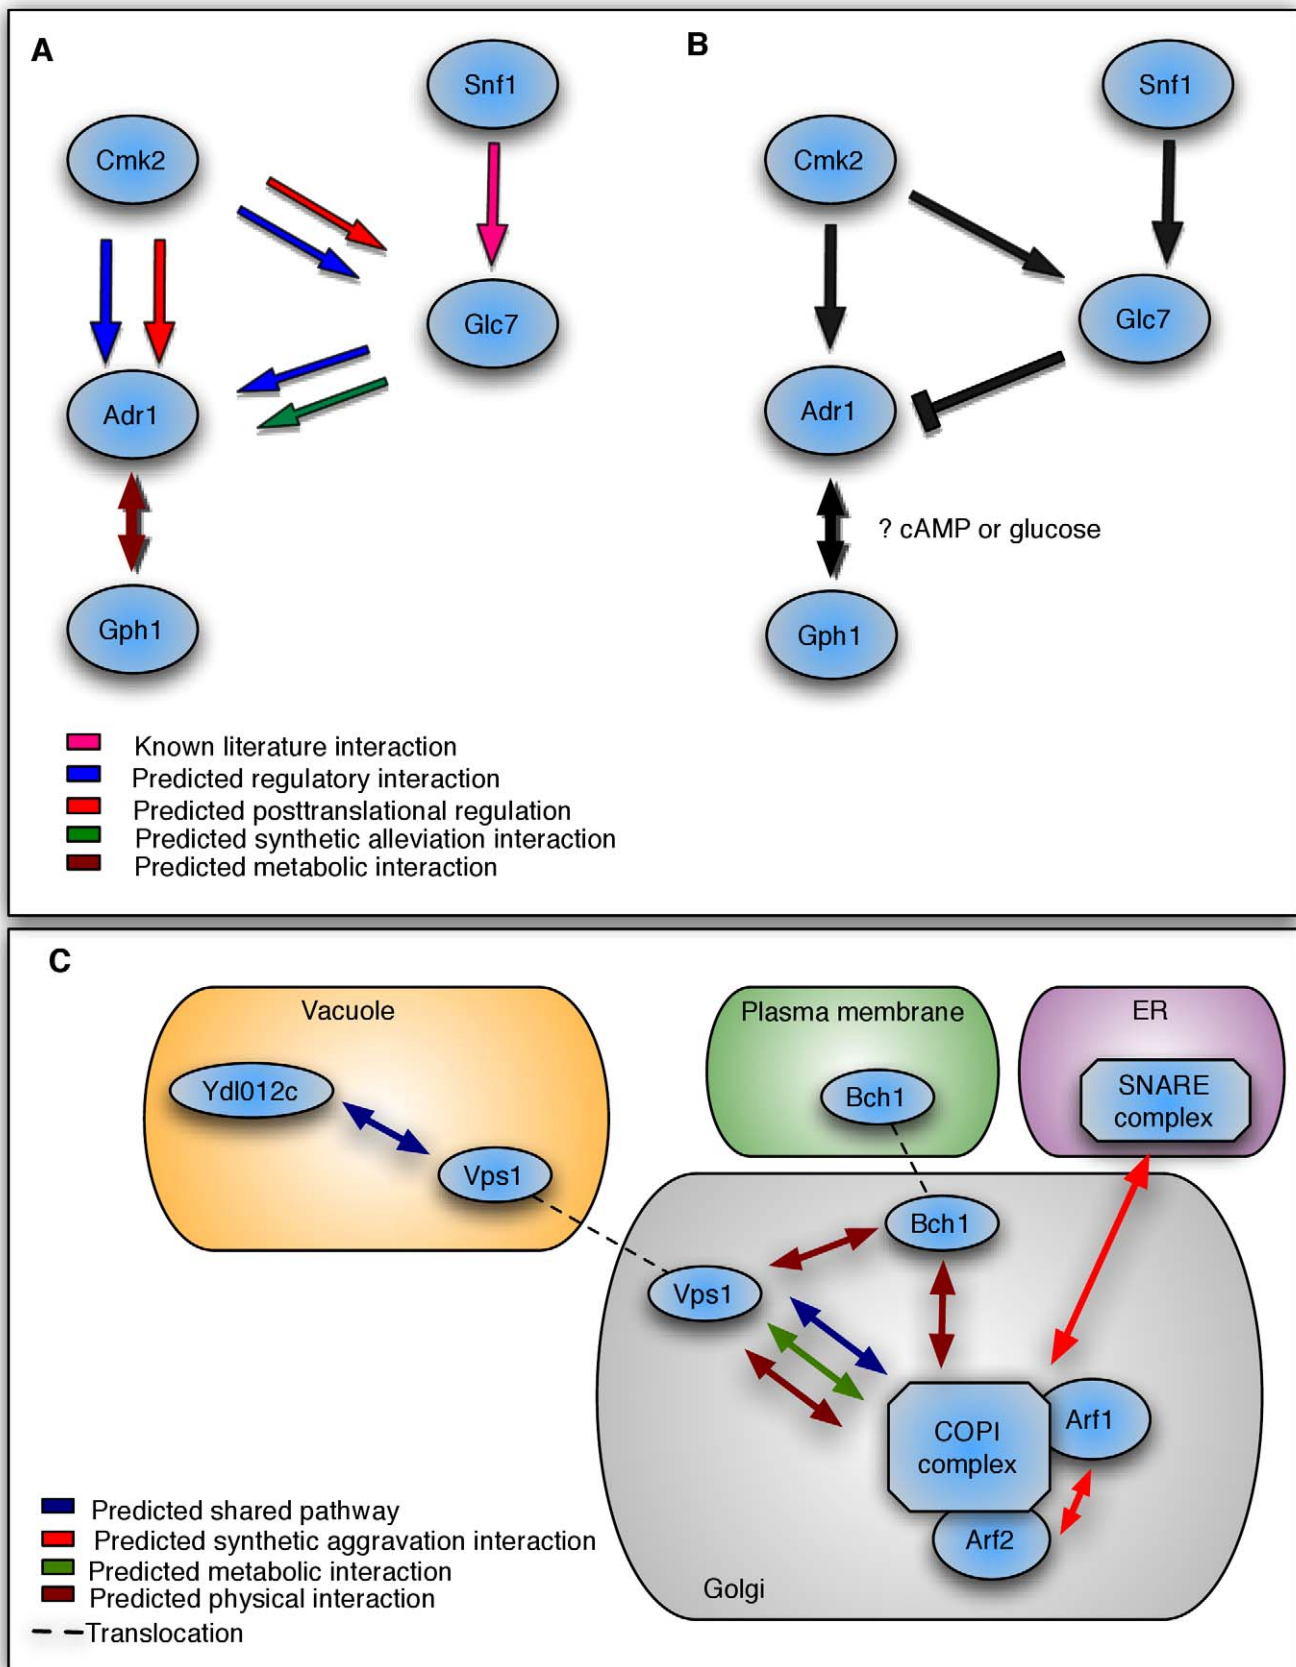 A
Snf1
Cmk2
Glc7
Adr1
Gph1
Known literature interaction
Predicted regulatory interaction
Predicted posttranslational regulation
Predicted synthetic alleviation interaction
Predicted metabolic interaction
B
Snf1
Cmk2
Glc7
Adr1
? cAMP or glucose
Gph1
C
Vacuole
Ydl012c
Vps1
Plasma membrane
Bch1
ER
SNARE
complex
Bch1
Vps1
COPI
complex
Arf1
Arf2
Golgi
Predicted shared pathway
Predicted synthetic aggravation interaction
Predicted metabolic interaction
Predicted physical interaction
Translocation